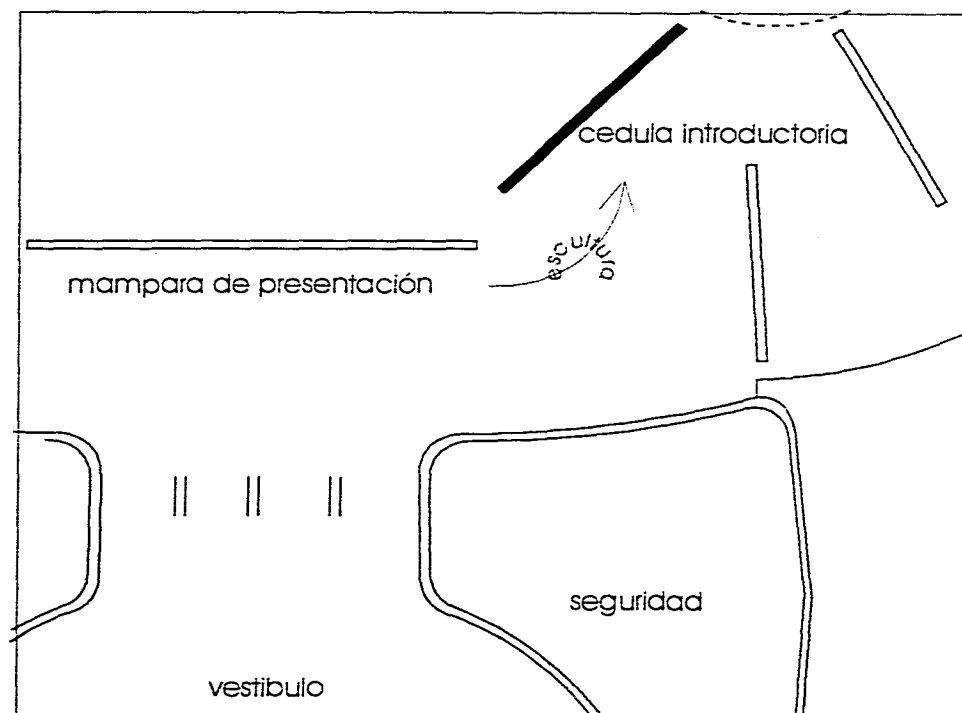 cedula introductoria
escultura
mampara de presentación
seguridad
vestibulo